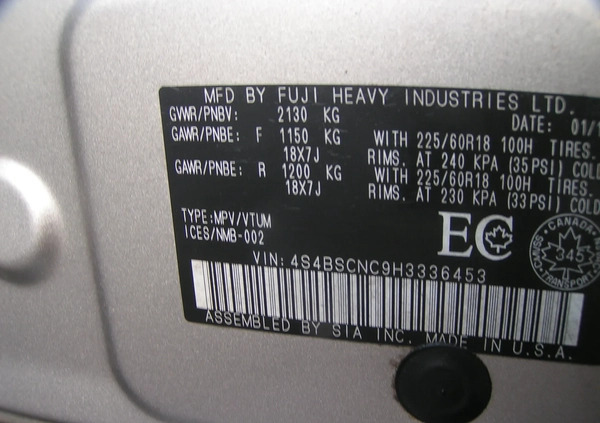 MFD BY FUJI HEAVY INDUSTRIES LTD.
GVWR/PNBV: 2130 KG DATE: 01/1
GAWR/PNBE: F 1150 KG WITH 225/60R18 100H TIRES.
18X7J RIMS. AT 240 KPA (35PSI) COLD
GAWR/PNBE: R 1200 KG WITH 225/60R18 100H TIRES.
18X7J RIMS. AT 230 KPA (33PSI) COLD
TYPE:MPV/VTUM
ICES/NMB-002
EC
CANADA
345
TRANSPORT
VIN: 4S4BSCNC9H3336453
ASSEMBLED BY SIA INC. MADE IN U.S.A.